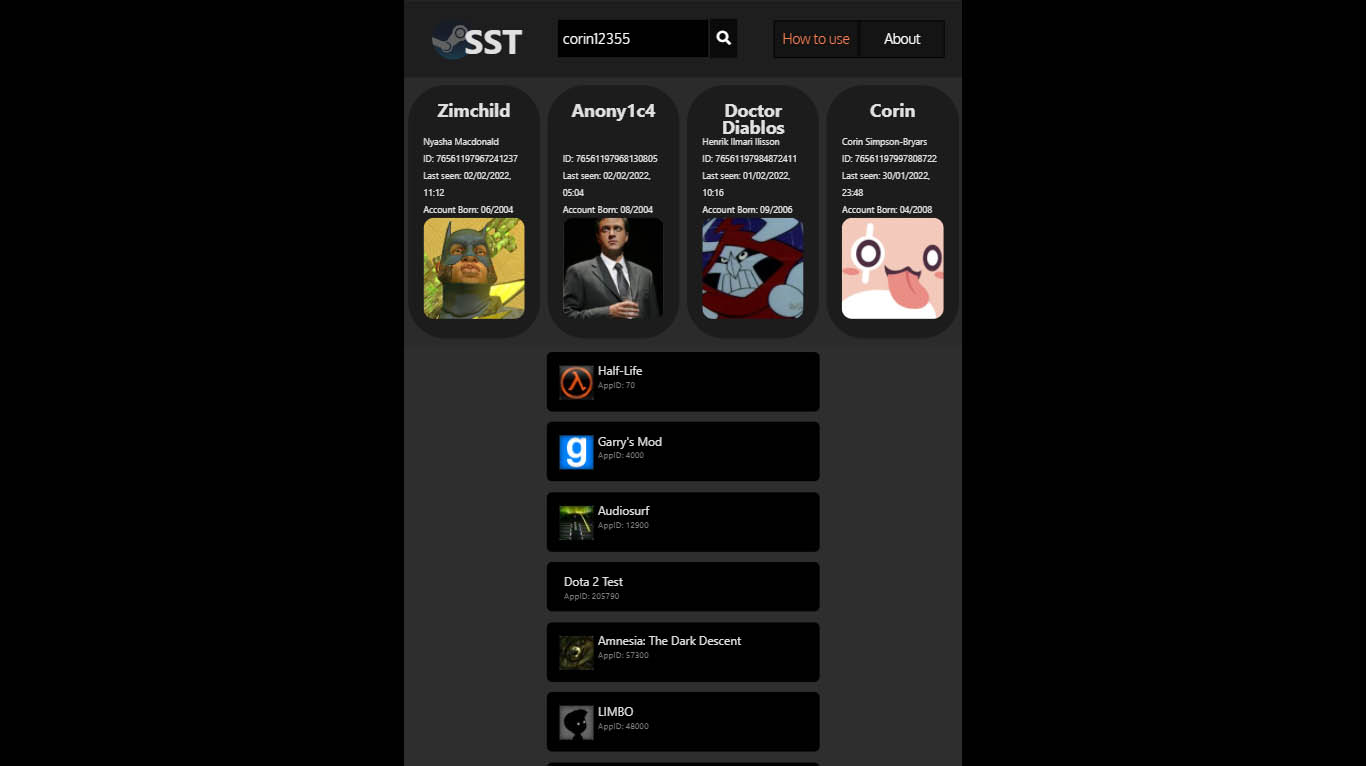 SST
corin12355
How to use
About
Zimchild
Nyasha Macdonald
ID: 76561197967241237
Last seen: 02/02/2022,
11:12
Account Born: 06/2004
Anony1c4
ID: 76561197968130805
Last seen: 02/02/2022,
05:04
Account Born: 08/2004
Doctor
Diablos
Henrik Ilmari Ilisson
ID: 76561197984872411
Last seen: 01/02/2022,
10:16
Account Born: 09/2006
Corin
Corin Simpson-Bryars
ID: 76561197997808722
Last seen: 30/01/2022,
23:48
Account Born: 04/2008
Half-Life
AppID: 70
g
Garry's Mod
AppID: 4000
Audiosurf
AppID: 12900
Dota 2 Test
AppID: 205790
Amnesia: The Dark Descent
AppID: 57300
LIMBO
AppID: 48000